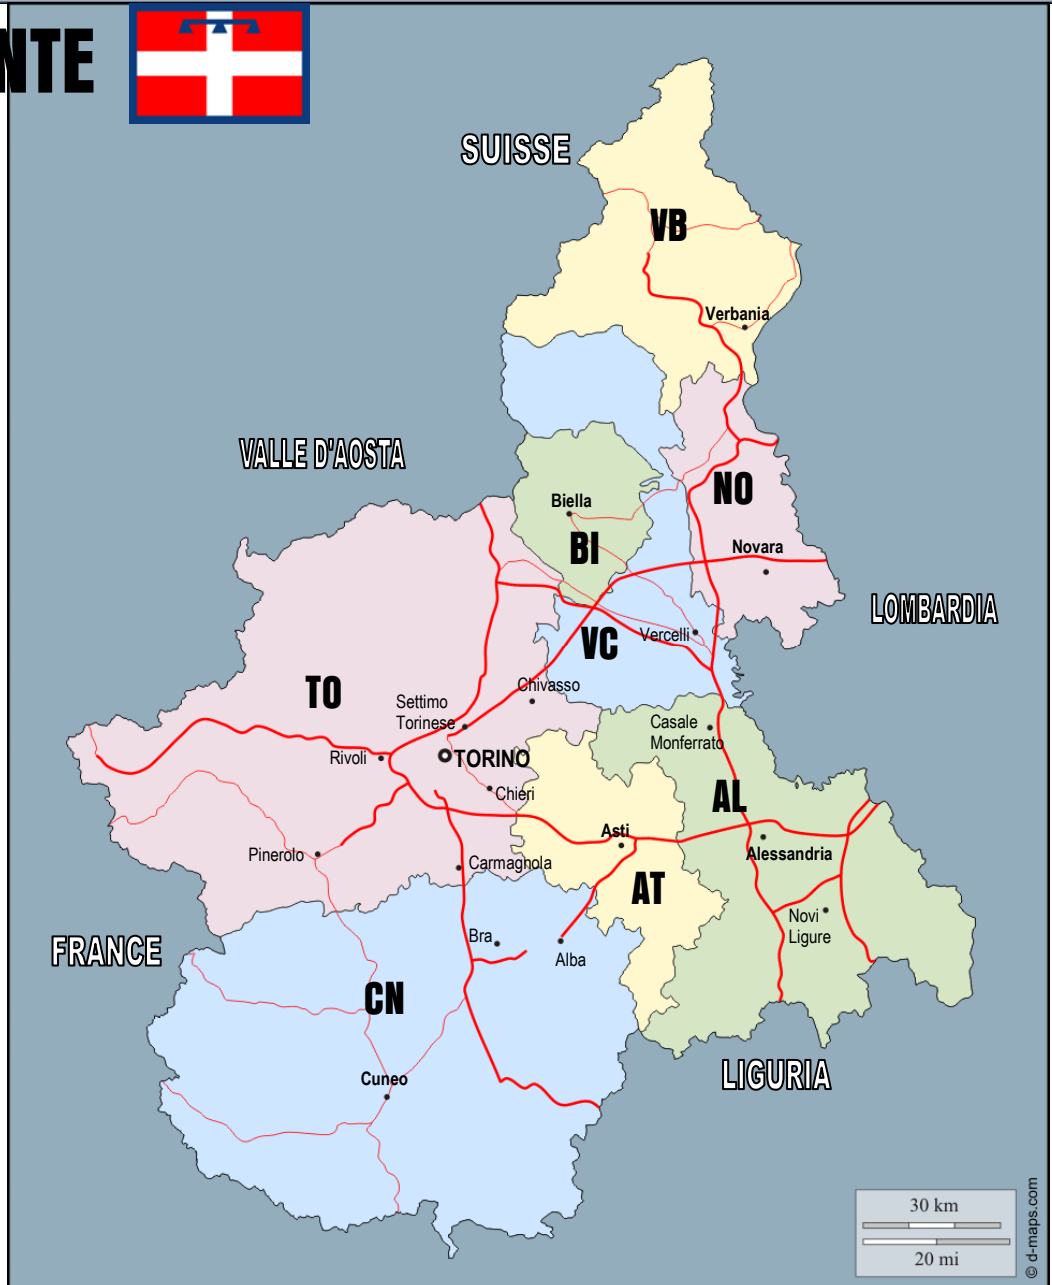 NTE
SUISSE
VB
Verbania
VALLE D'AOSTA
NO
Biella
BI
Novara
LOMBARDIA
VC
Vercelli
TO
Chivasso
Settimo
Torinese
Casale
Monferrato
Rivoli
TORINO
Chieri
AL
Asti
Alessandria
Pinerolo
Carmagnola
AT
Novi
Ligure
Bra
Alba
FRANCE
CN
LIGURIA
Cuneo
30 km
20 mi
© d-maps.com